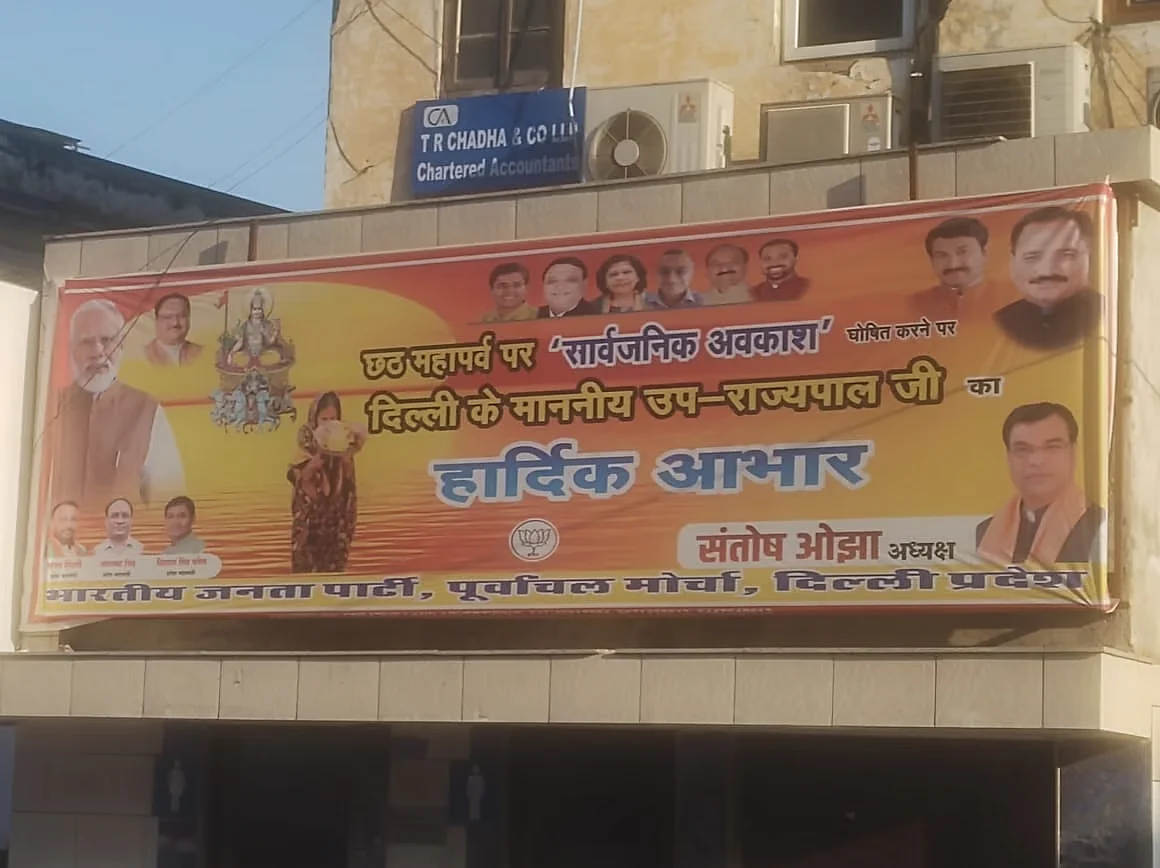 CA
T R CHADHA & CO LLP
Chartered Accountants
छठ महापर्व पर 'सार्वजनिक अवकाश' घोषित करने पर
दिल्ली के माननीय उप-राज्यपाल जी का
हार्दिक आभार
संतोष ओझा अध्यक्ष
भारतीय जनता पार्टी, पूर्वांचल मोर्चा, दिल्ली प्रदेश